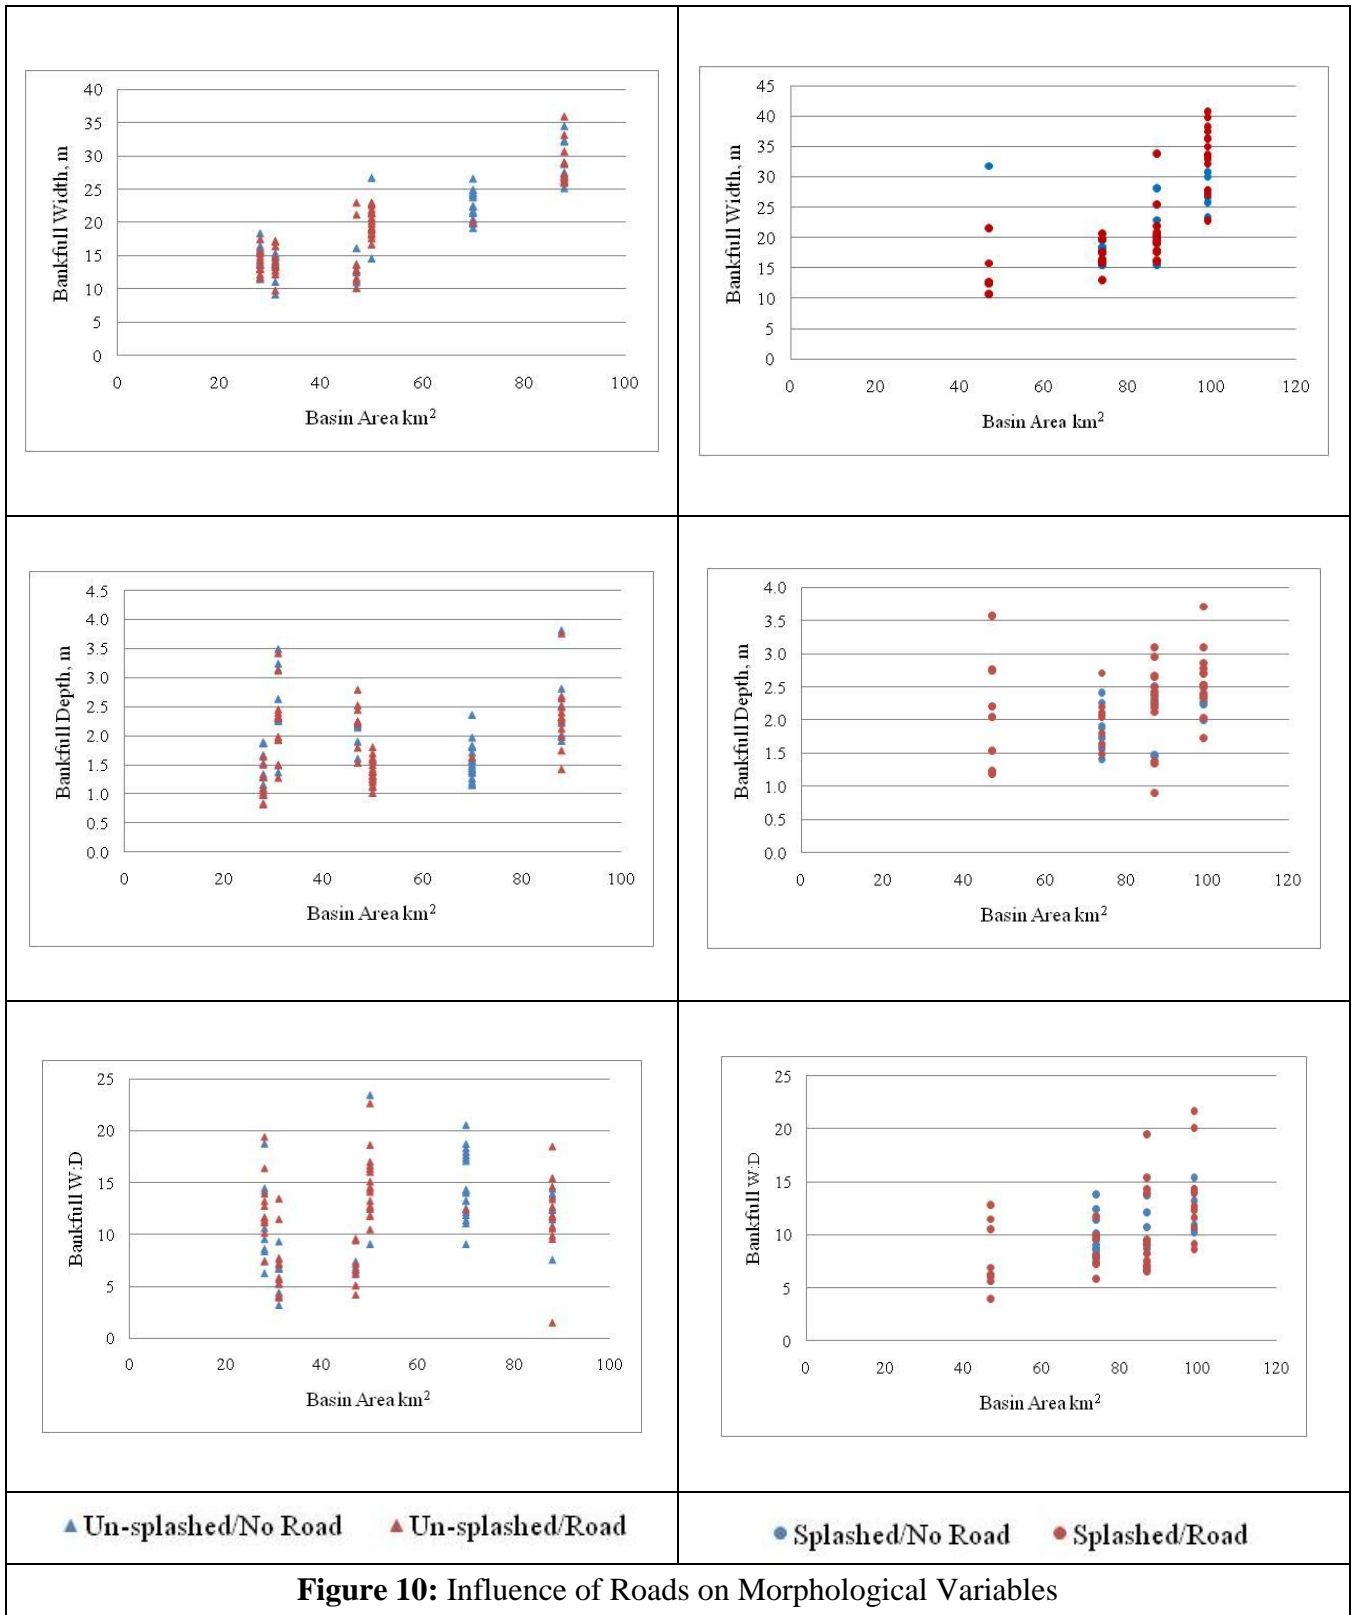 40
35
30
25
20
15
10
5
0
Bankfull Width, m
0 20 40 60 80 100
Basin Area km²
45
40
35
30
25
20
15
10
5
0
Bankfull Width, m
0 20 40 60 80 100 120
Basin Area km²
4.5
4.0
3.5
3.0
2.5
2.0
1.5
1.0
0.5
0.0
Bankfull Depth, m
0 20 40 60 80 100
Basin Area km²
4.0
3.5
3.0
2.5
2.0
1.5
1.0
0.5
0.0
Bankfull Depth, m
0 20 40 60 80 100 120
Basin Area km²
25
20
15
10
5
0
Bankfull W:D
0 20 40 60 80 100
Basin Area km²
25
20
15
10
5
0
Bankfull W:D
0 20 40 60 80 100 120
Basin Area km²
Un-splashed/No Road Un-splashed/Road
Splashed/No Road Splashed/Road
Figure 10: Influence of Roads on Morphological Variables